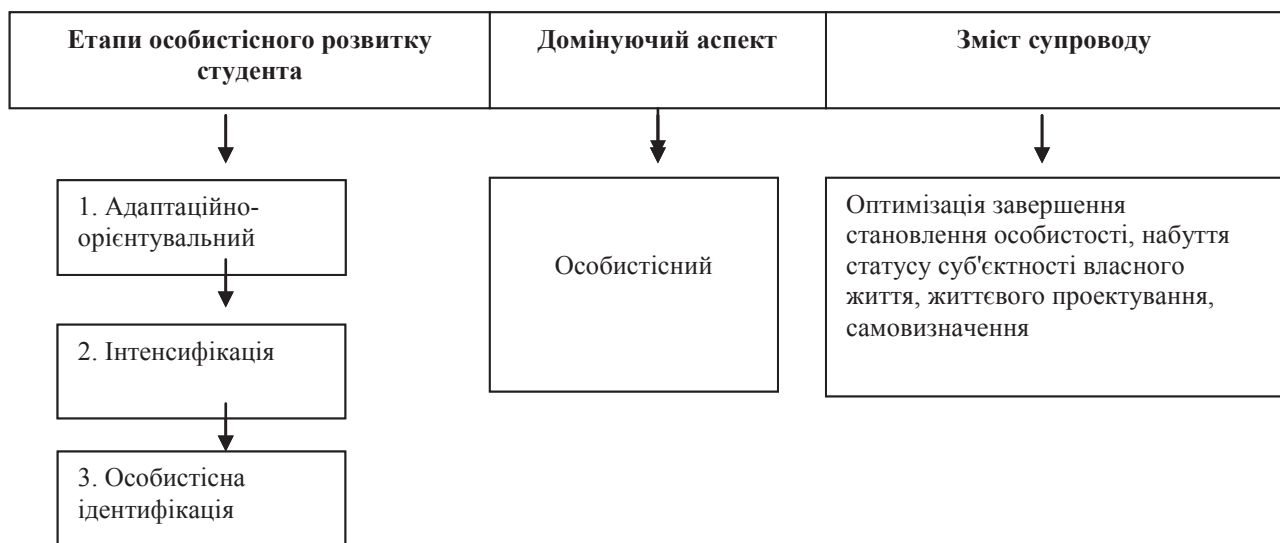 Етапи особистісного розвитку
студента
Домінуючий аспект
Зміст супроводу
1. Адаптаційно-
орієнтувальний
2. Інтенсифікація
3. Особистісна
ідентифікація
Особистісний
Оптимізація завершення
становлення особистості, набуття
статусу суб'єктності власного
життя, життєвого проектування,
самовизначення